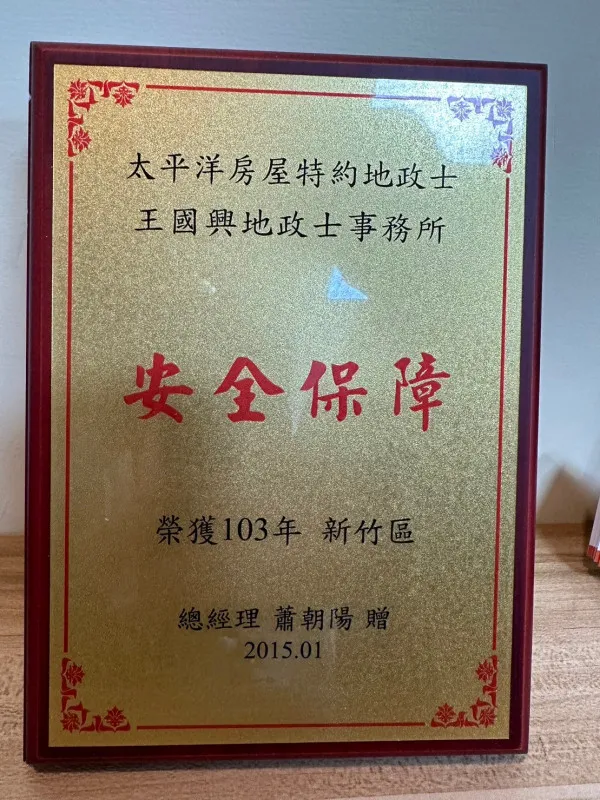 太平洋房屋特約地政士
王國興地政士事務所
安全保障
榮獲103年 新竹區
總經理 蕭朝陽 贈
2015.01